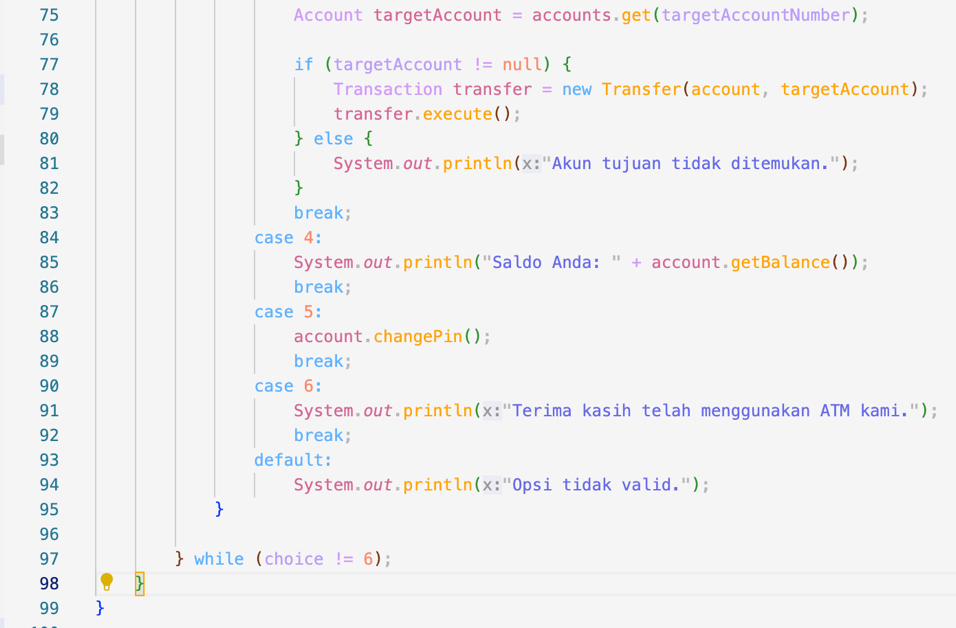 75 Account targetAccount = accounts.get(targetAccountNumber);
76
77 if (targetAccount != null) {
78 Transaction transfer = new Transfer(account, targetAccount);
79 transfer.execute();
80 } else {
81 System.out.println(x:"Akun tujuan tidak ditemukan.");
82 }
83 break;
84 case 4:
85 System.out.println("Saldo Anda: " + account.getBalance());
86 break;
87 case 5:
88 account.changePin();
89 break;
90 case 6:
91 System.out.println(x:"Terima kasih telah menggunakan ATM kami.");
92 break;
93 default:
94 System.out.println(x:"Opsi tidak valid.");
95 }
96
97 } while (choice != 6);
98 }
99 }